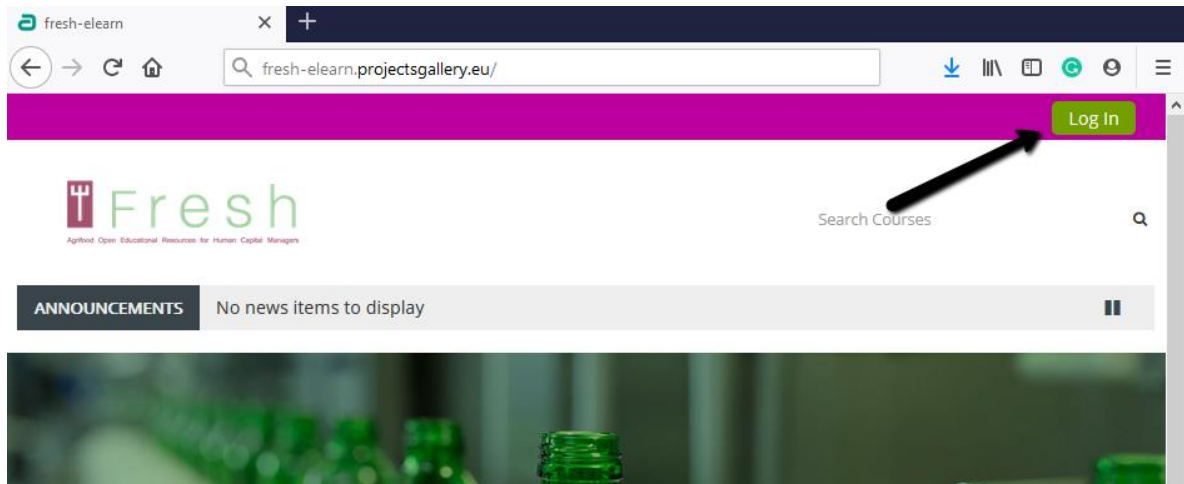 fresh-elearn
fresh-elearn.projectsgallery.eu/
Log In
Fresh
Agrifood Open Educational Resources for Human Capital Managers
Search Courses
ANNOUNCEMENTS No news items to display